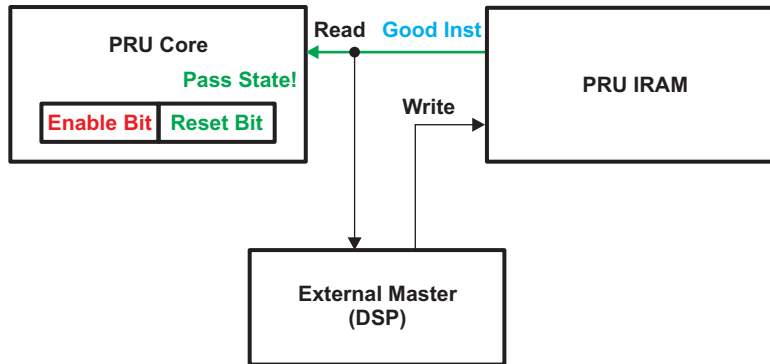 PRU Core
Read
Good Inst
Pass State!
PRU IRAM
Enable Bit
Reset Bit
Write
External Master
(DSP)